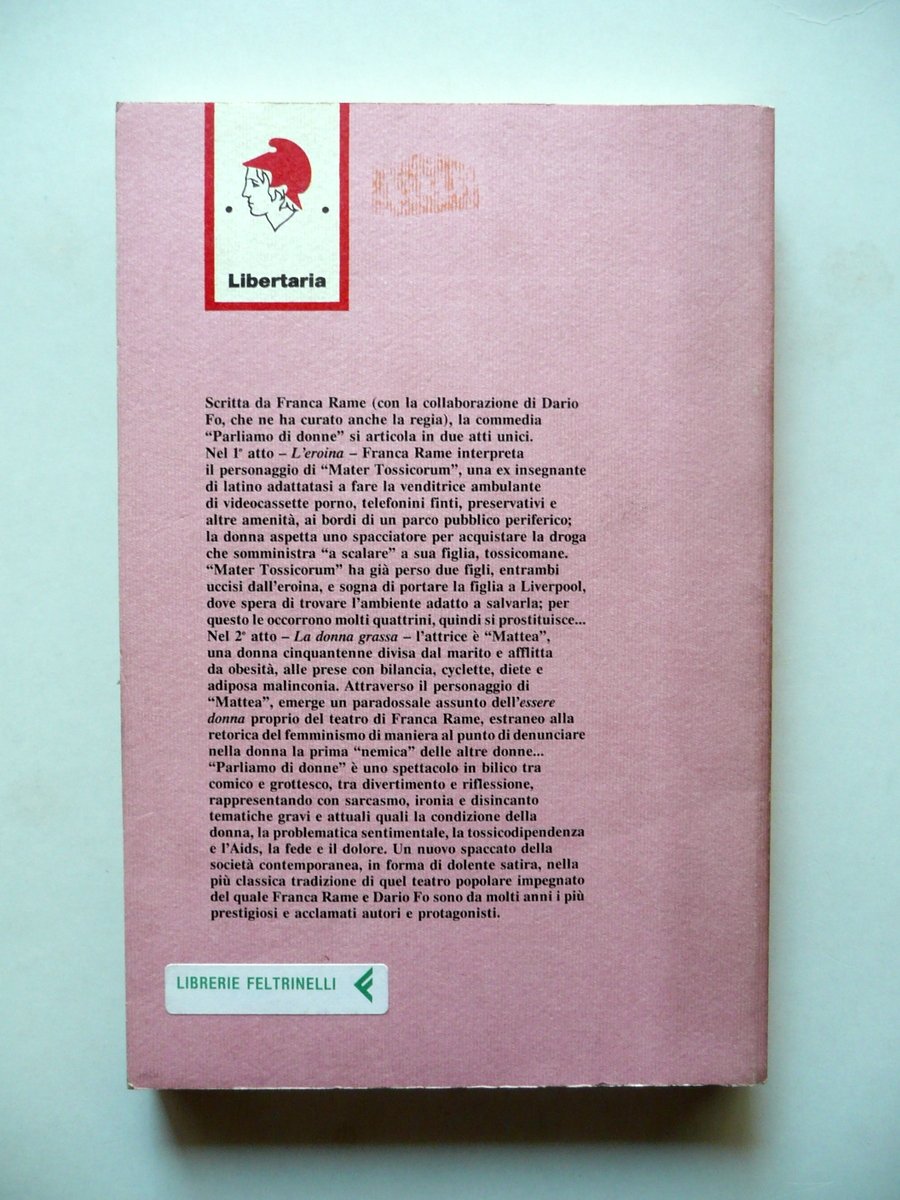 Libertaria
Scritta da Franca Rame (con la collaborazione di Dario
Fo, che ne ha curato anche la regia), la commedia
“Parliamo di donne” si articola in due atti unici.
Nel 1º atto – L’eroina – Franca Rame interpreta
il personaggio di “Mater Tossicorum”, una ex insegnante
di latino adattatasi a fare la venditrice ambulante
di videocassette porno, telefonini finti, preservativi e
altre amenità, ai bordi di un parco pubblico periferico;
la donna aspetta uno spacciatore per acquistare la droga
che somministra “a scalare” a sua figlia, tossicomane.
“Mater Tossicorum” ha già perso due figli, entrambi
uccisi dall’eroina, e sogna di portare la figlia a Liverpool,
dove spera di trovare l’ambiente adatto a salvarla; per
questo le occorrono molti quattrini, quindi si prostituisce...
Nel 2º atto – La donna grassa – l’attrice è “Mattea”,
una donna cinquantenne divisa dal marito e afflitta
da obesità, alle prese con bilancia, cyclette, diete e
adiposa malinconia. Attraverso il personaggio di
“Mattea”, emerge un paradossale assunto dell’essere
donna proprio del teatro di Franca Rame, estraneo alla
retorica del femminismo di maniera al punto di denunciare
nella donna la prima “nemica” delle altre donne...
“Parliamo di donne” è uno spettacolo in bilico tra
comico e grottesco, tra divertimento e riflessione,
rappresentando con sarcasmo, ironia e disincanto
tematiche gravi e attuali quali la condizione della
donna, la problematica sentimentale, la tossicodipendenza
e l’Aids, la fede e il dolore. Un nuovo spaccato della
società contemporanea, in forma di dolente satira, nella
più classica tradizione di quel teatro popolare impegnato
del quale Franca Rame e Dario Fo sono da molti anni i più
prestigiosi e acclamati autori e protagonisti.
LIBRERIE FELTRINELLI